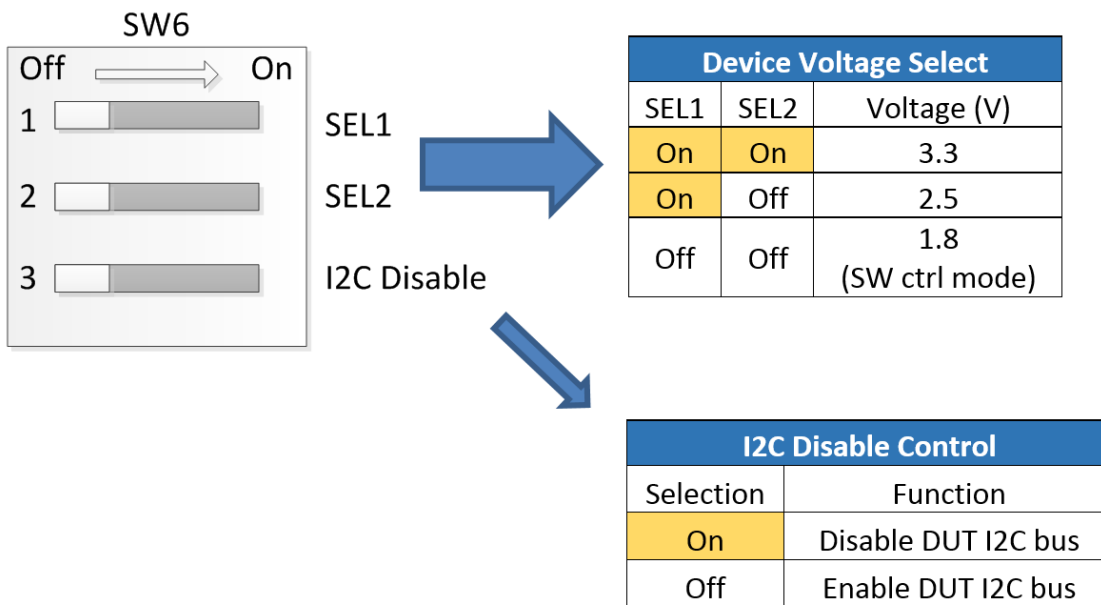 SW6
Off On
1
SEL1
2
SEL2
3
I2C Disable
Device Voltage Select
SEL1 SEL2 Voltage (V)
On On 3.3
On Off 2.5
Off Off 1.8
(SW ctrl mode)
I2C Disable Control
Selection Function
On Disable DUT I2C bus
Off Enable DUT I2C bus